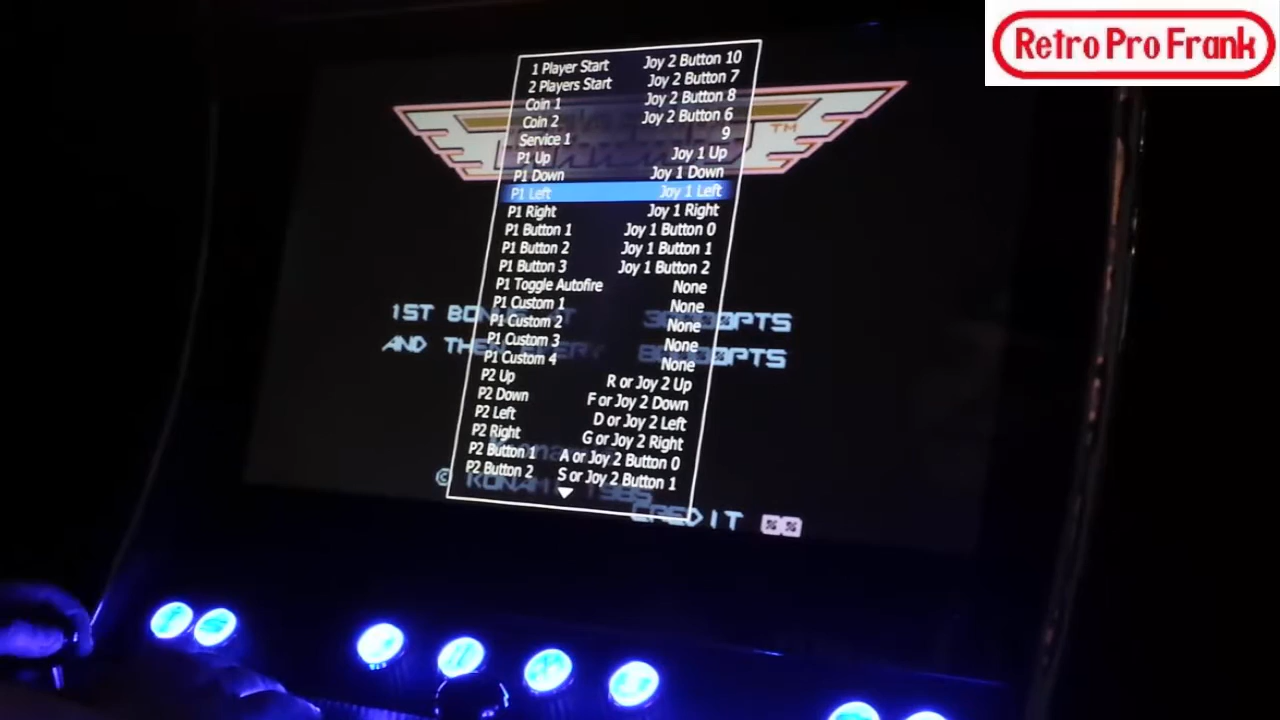 Retro Pro Frank
1 Player Start Joy 2 Button 10
2 Players Start Joy 2 Button 7
Coin 1 Joy 2 Button 8
Coin 2 Joy 2 Button 6
Service 1 9
P1 Up Joy 1 Up
P1 Down Joy 1 Down
P1 Left Joy 1 Left
P1 Right Joy 1 Right
P1 Button 1 Joy 1 Button 0
P1 Button 2 Joy 1 Button 1
P1 Button 3 Joy 1 Button 2
P1 Toggle Autofire None
P1 Custom 1 None
P1 Custom 2 None
P1 Custom 3 None
P1 Custom 4 None
P2 Up R or Joy 2 Up
P2 Down F or Joy 2 Down
P2 Left D or Joy 2 Left
P2 Right G or Joy 2 Right
P2 Button 1 A or Joy 2 Button 0
P2 Button 2 S or Joy 2 Button 1
TM
1ST PTS
AND PTS
© KONAMI 1985
CREDIT